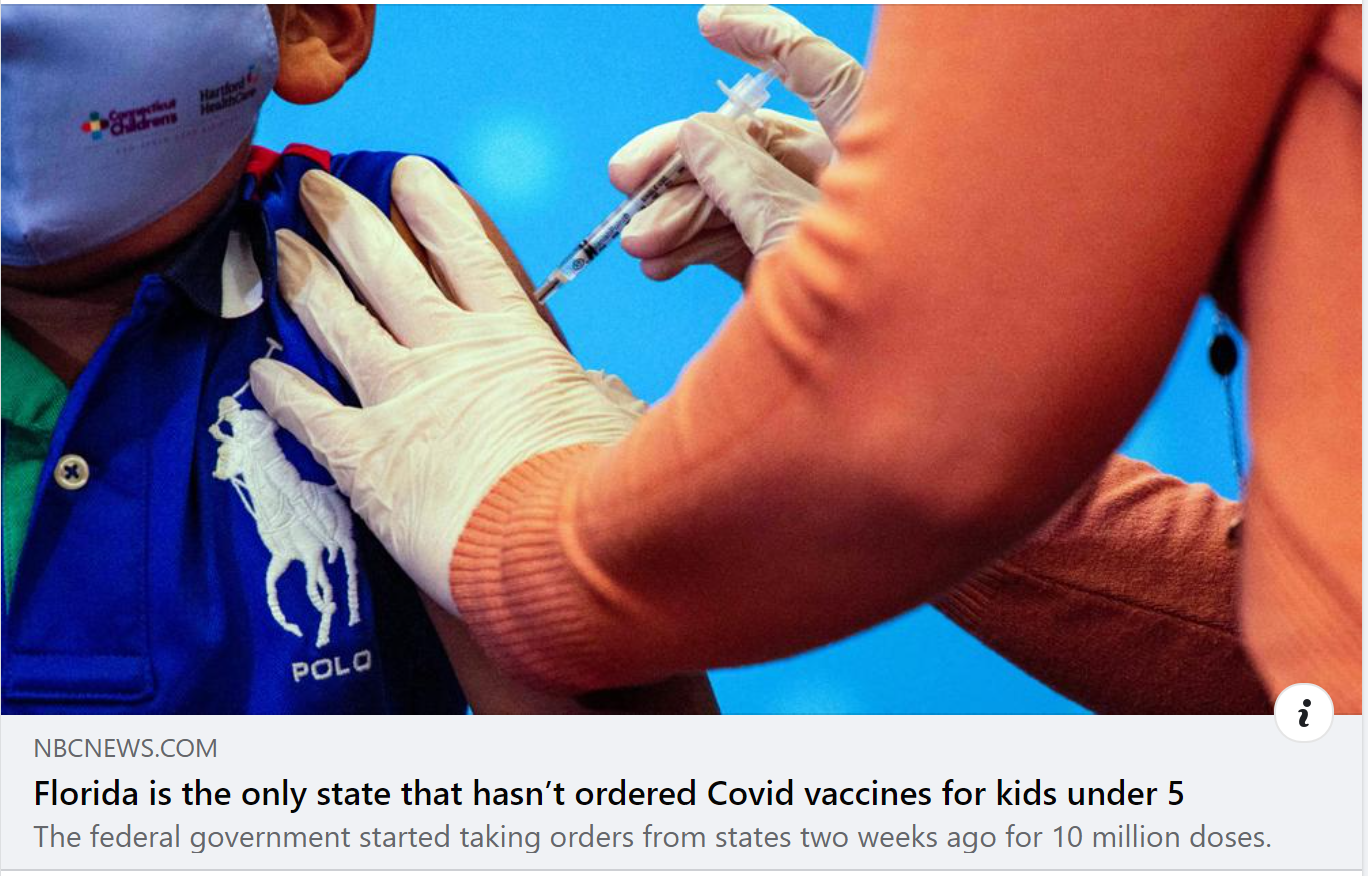 Connecticut
Children's
Hartford
HealthCare
POLO
i
NBCNEWS.COM
Florida is the only state that hasn’t ordered Covid vaccines for kids under 5
The federal government started taking orders from states two weeks ago for 10 million doses.